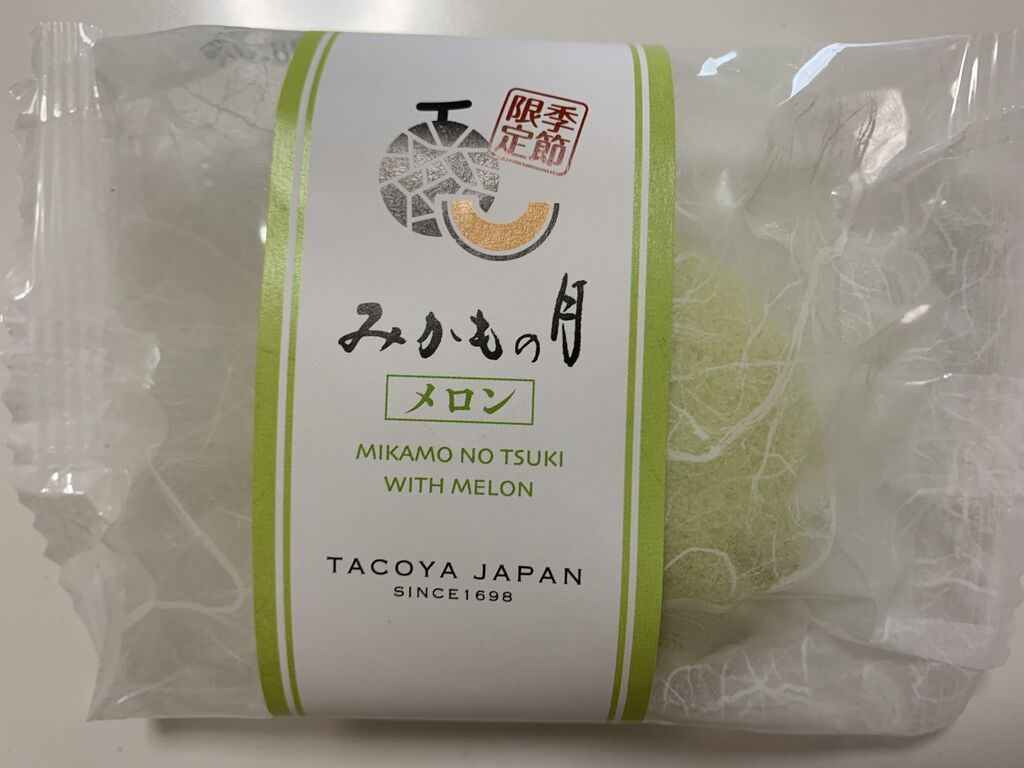 季節
限定
みかもの月
メロン
MIKAMO NO TSUKI
WITH MELON
TACOYA JAPAN
SINCE1698